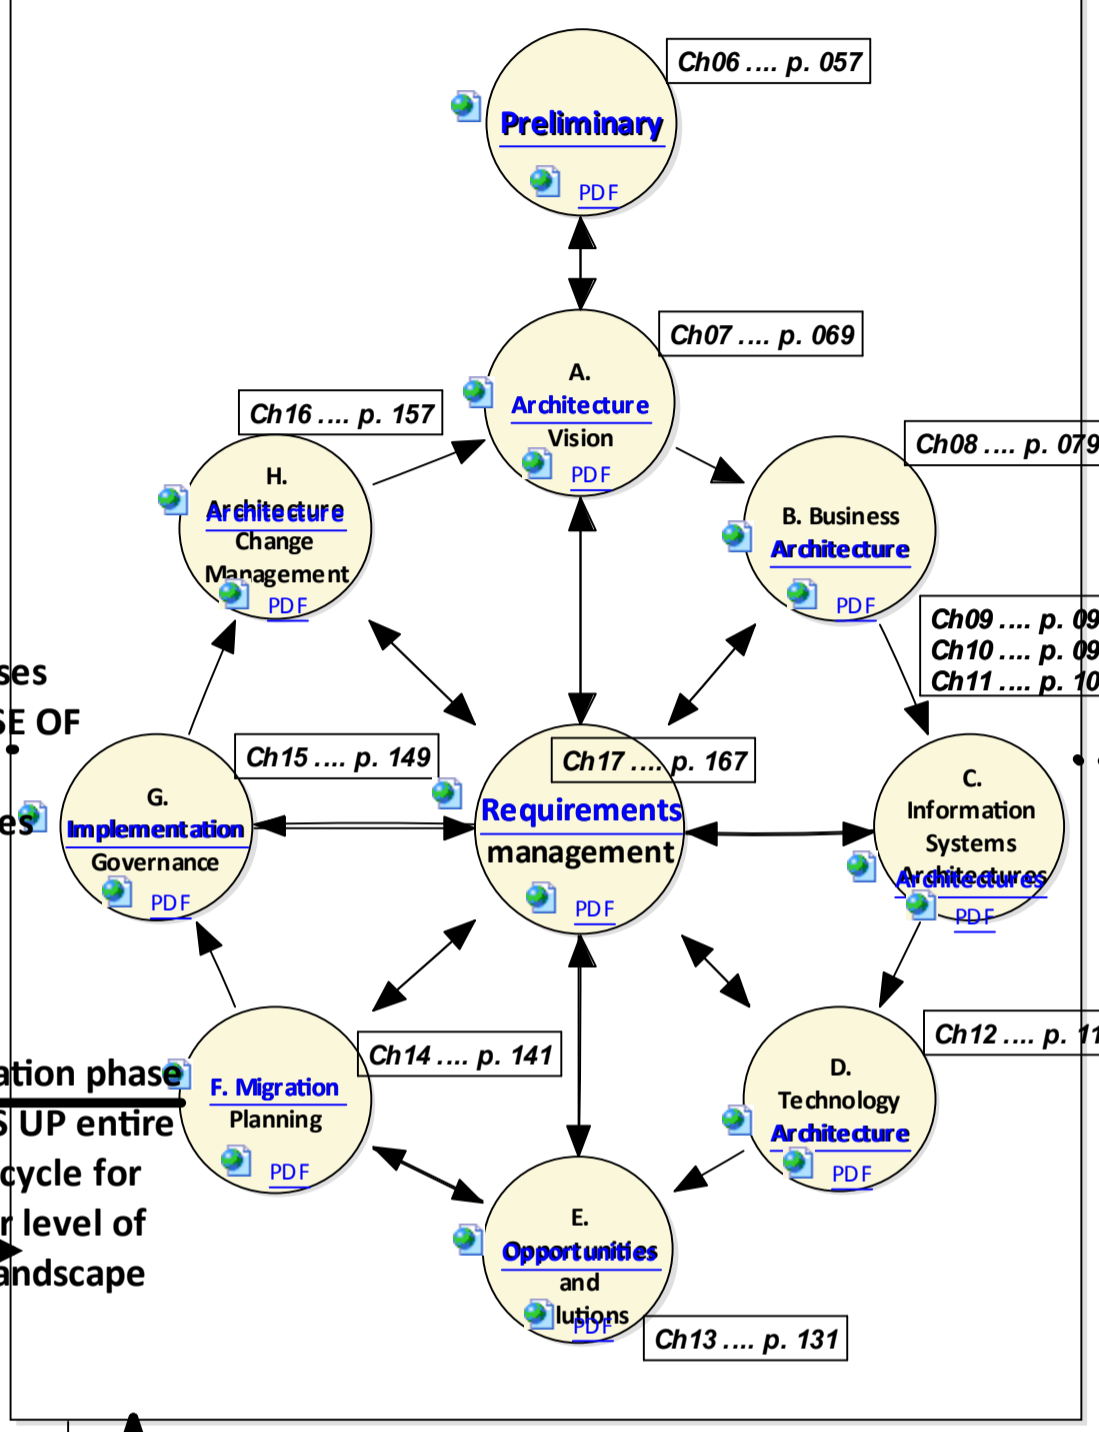 Ch06 .... p. 057
Preliminary
PDF
Ch07 .... p. 069
A.
Architecture
Vision
PDF
Ch16 .... p. 157
H.
Architecture
Change
Management
PDF
Ch08 .... p. 079
B. Business
Architecture
PDF
Ch09 .... p. 09
Ch10 .... p. 09
Ch11 .... p. 10
ses
SE OF
es
Ch15 .... p. 149
G.
Implementation
Governance
PDF
Ch17 .... p. 167
Requirements
management
PDF
C.
Information
Systems
Architectures
PDF
Ch14 .... p. 141
F. Migration
Planning
PDF
Ch12 .... p. 11
D.
Technology
Architecture
PDF
ation phase
S UP entire
cycle for
r level of
andscape
E.
Opportunities
and
lutions
PDF
Ch13 .... p. 131